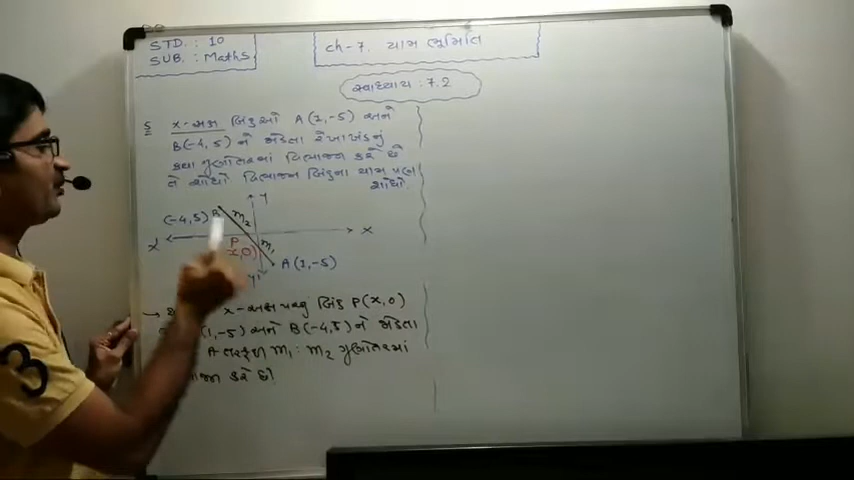 STD. : 10
SUB. : Maths
ch-7. યામ ભૂમિતિ
સ્વાધ્યાય : 7.2
5 x-અક્ષ બિંદુઓ A(1,-5) અને
B(-4,5) ને જોડતા રેખાખંડનું
કયા ગુણોત્તરમાં વિભાજન કરે છે
તે શોધો વિભાજન બિંદુના યામ પણ
શોધો.
Y
(-4,5) B m₂
X' X
P m₁
(x,0)
Y' A(1,-5)
→ x-અક્ષ પરનું બિંદુ P(x,0)
(1,-5) અને B(-4,5) ને જોડતા
A તરફથી m₁ : m₂ ગુણોત્તરમાં
કરે છે.
3